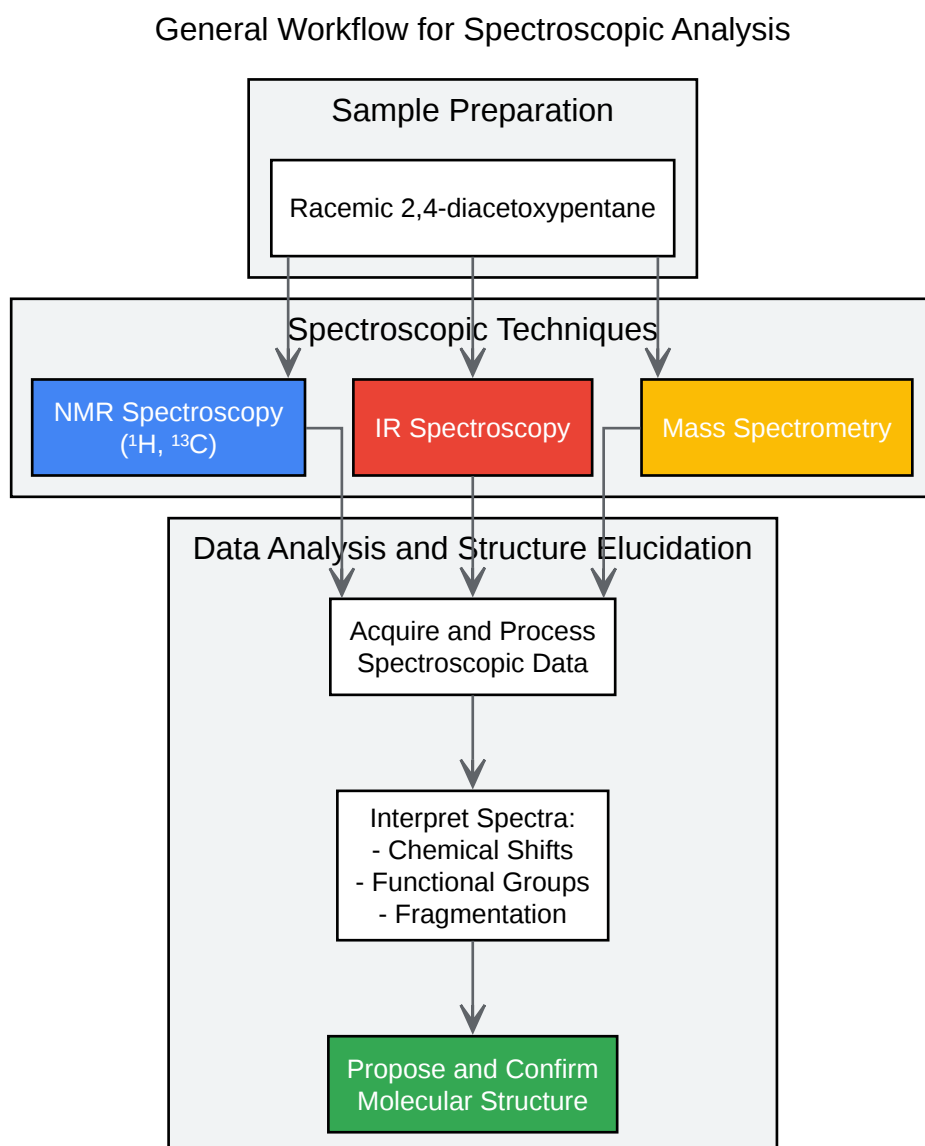 General Workflow for Spectroscopic Analysis
Sample Preparation
Racemic 2,4-diacetoxypentane
Spectroscopic Techniques
NMR Spectroscopy
(¹H, ¹³C)
IR Spectroscopy
Mass Spectrometry
Data Analysis and Structure Elucidation
Acquire and Process
Spectroscopic Data
Interpret Spectra:
- Chemical Shifts
- Functional Groups
- Fragmentation
Propose and Confirm
Molecular Structure